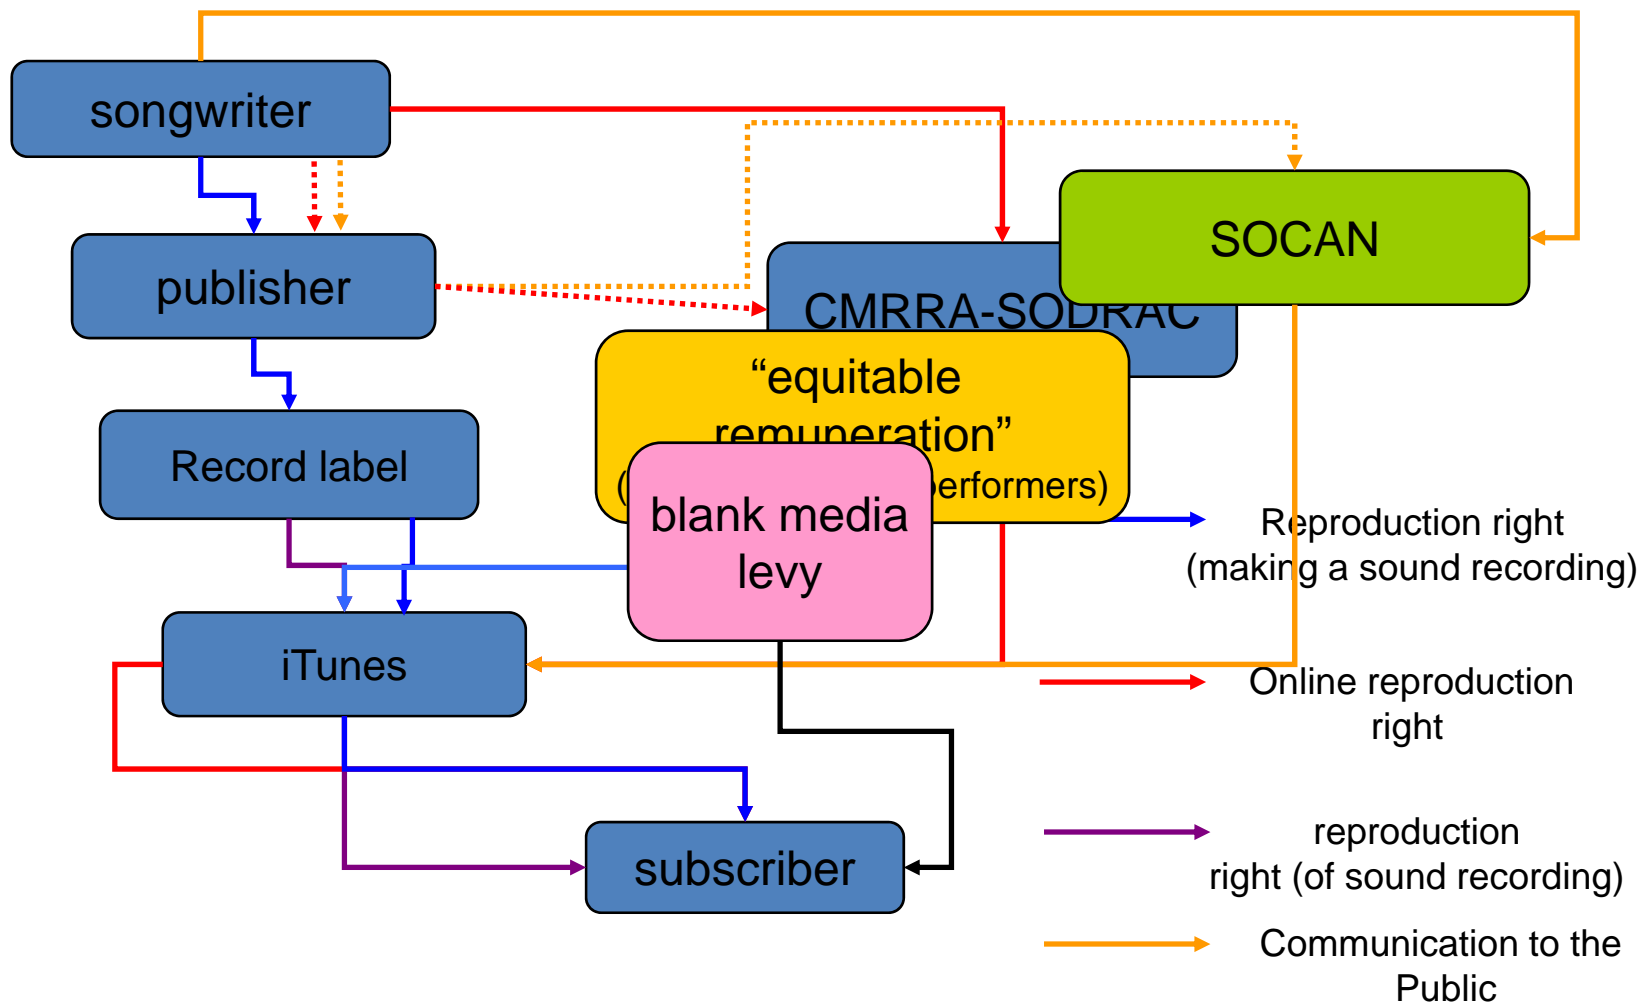 songwriter
SOCAN
publisher
CMRRA-SODRAC
“equitable
remuneration”
( performers)
Record label
blank media
levy
Reproduction right
(making a sound recording)
iTunes
Online reproduction
right
reproduction
right (of sound recording)
subscriber
Communication to the
Public